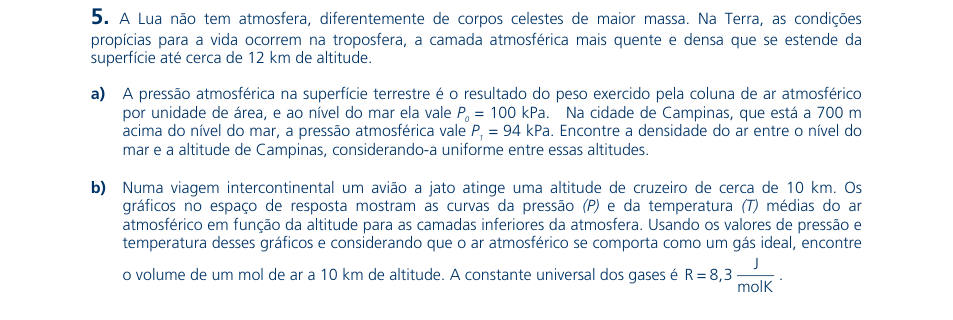 5. A Lua não tem atmosfera, diferentemente de corpos celestes de maior massa. Na Terra, as condições
propícias para a vida ocorrem na troposfera, a camada atmosférica mais quente e densa que se estende da
superfície até cerca de 12 km de altitude.
a) A pressão atmosférica na superfície terrestre é o resultado do peso exercido pela coluna de ar atmosférico
por unidade de área, e ao nível do mar ela vale P₀ = 100 kPa. Na cidade de Campinas, que está a 700 m
acima do nível do mar, a pressão atmosférica vale P₁ = 94 kPa. Encontre a densidade do ar entre o nível do
mar e a altitude de Campinas, considerando-a uniforme entre essas altitudes.
b) Numa viagem intercontinental um avião a jato atinge uma altitude de cruzeiro de cerca de 10 km. Os
gráficos no espaço de resposta mostram as curvas da pressão (P) e da temperatura (T) médias do ar
atmosférico em função da altitude para as camadas inferiores da atmosfera. Usando os valores de pressão e
temperatura desses gráficos e considerando que o ar atmosférico se comporta como um gás ideal, encontre
o volume de um mol de ar a 10 km de altitude. A constante universal dos gases é R = 8,3 J/molK .